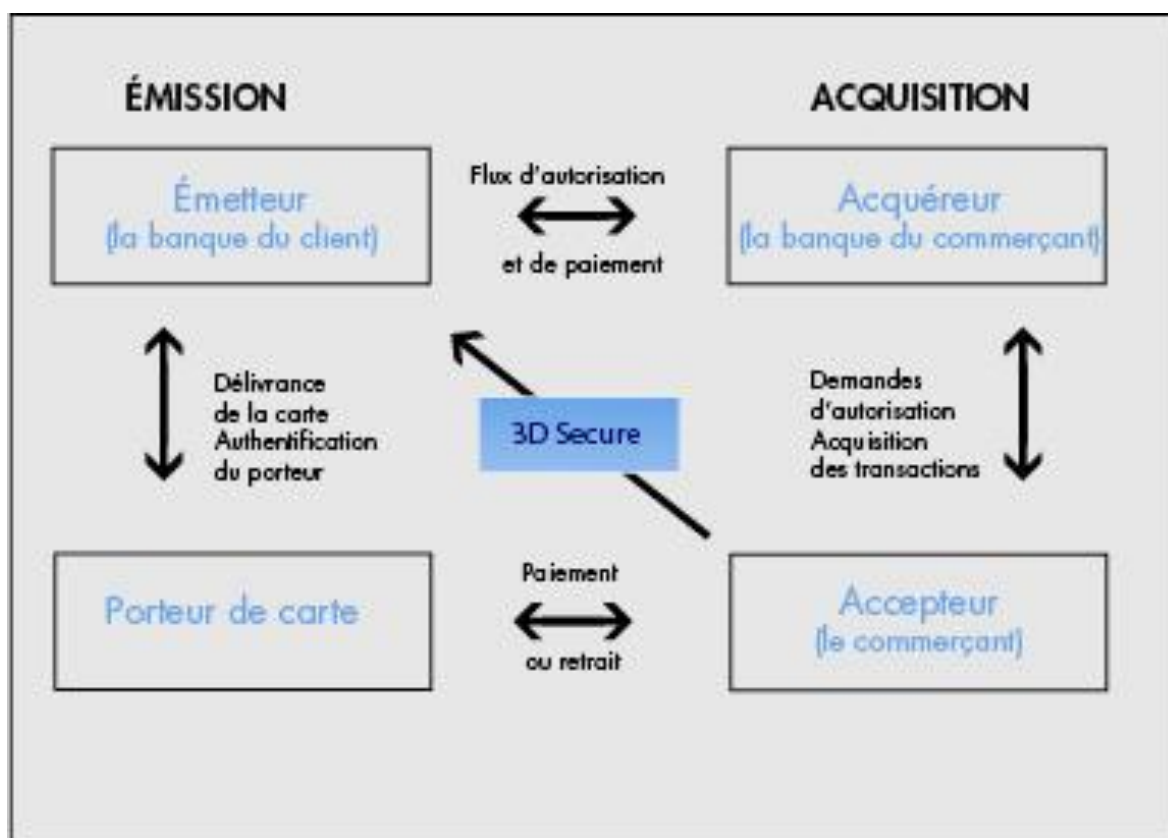 ÉMISSION
ACQUISITION
Émetteur
(la banque du client)
Flux d'autorisation
et de paiement
Acquéreur
(la banque du commerçant)
Délivrance
de la carte
Authentification
du porteur
3D Secure
Demandes
d'autorisation
Acquisition
des transactions
Porteur de carte
Paiement
ou retrait
Accepteur
(le commerçant)